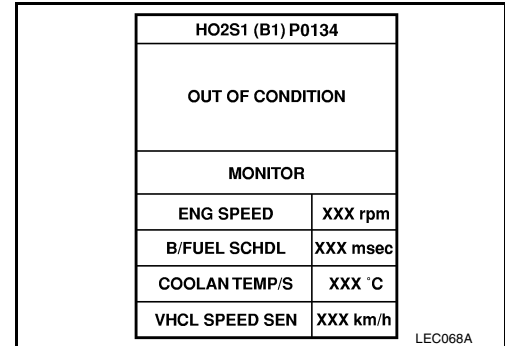 HO2S1 (B1) P0134
OUT OF CONDITION
MONITOR
ENG SPEED XXX rpm
B/FUEL SCHDL XXX msec
COOLAN TEMP/S XXX °C
VHCL SPEED SEN XXX km/h
LEC068A